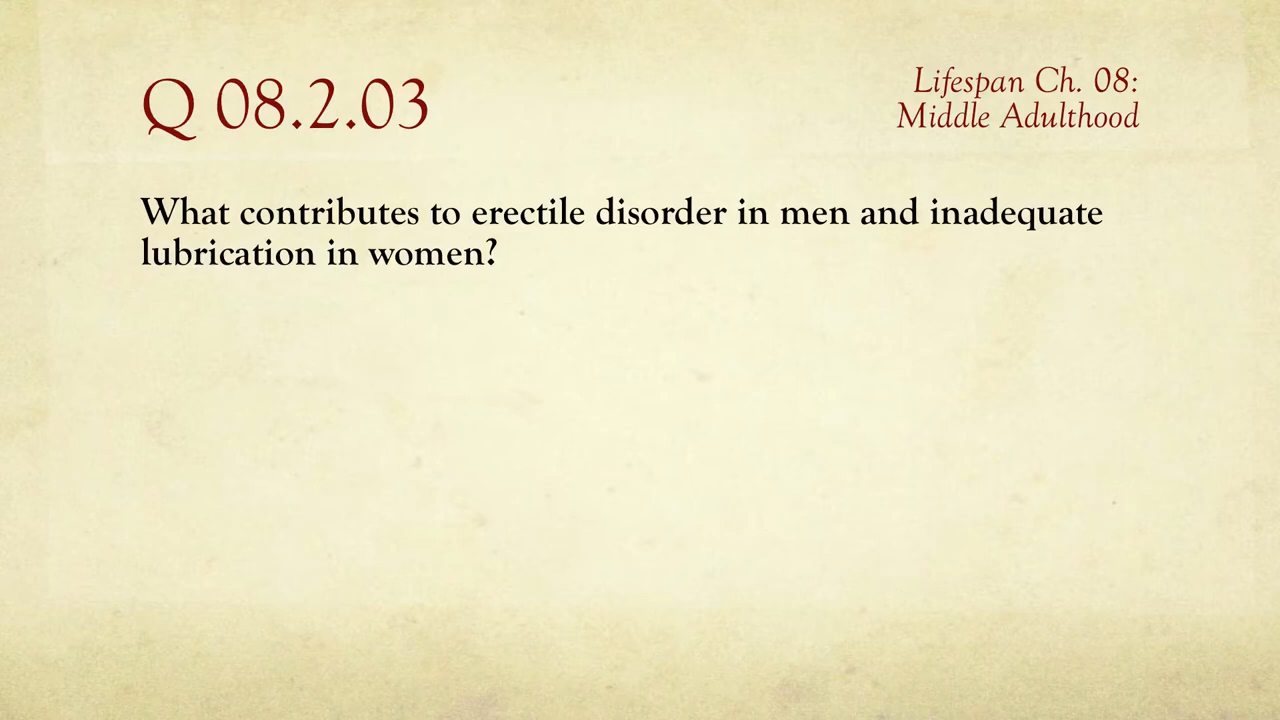 Q 08.2.03
Lifespan Ch. 08:
Middle Adulthood
What contributes to erectile disorder in men and inadequate
lubrication in women?